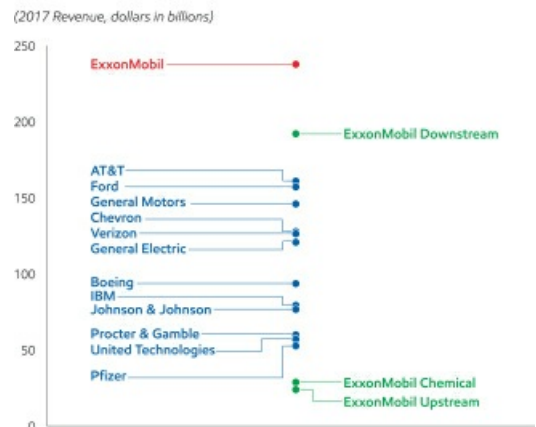 (2017 Revenue, dollars in billions)
250
ExxonMobil
200
ExxonMobil Downstream
AT&T
Ford
150
General Motors
Chevron
Verizon
General Electric
100
Boeing
IBM
Johnson & Johnson
Procter & Gamble
50
United Technologies
Pfizer
ExxonMobil Chemical
ExxonMobil Upstream
0